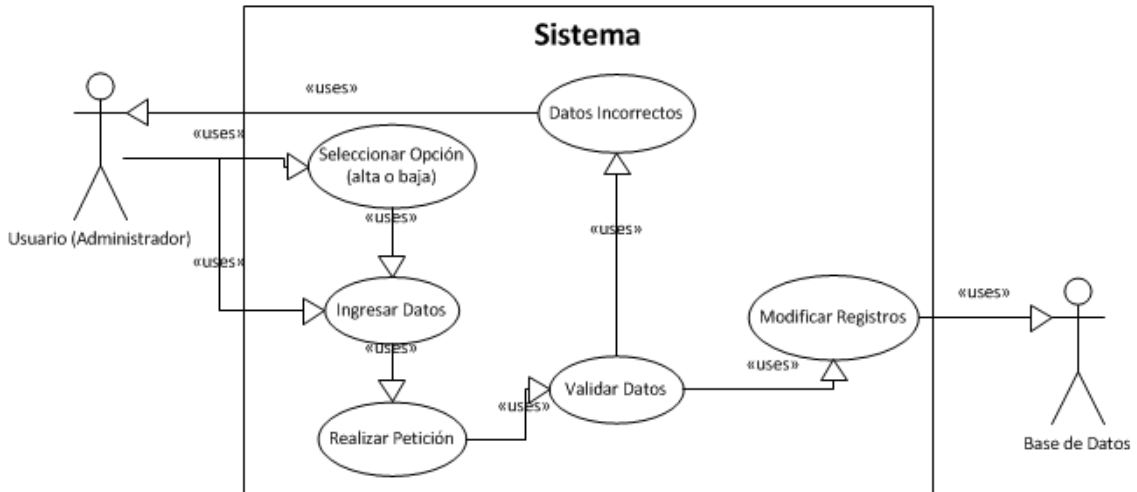 Sistema
«uses»
Datos Incorrectos
«uses»
Seleccionar Opción
(alta o baja)
«uses»
«uses»
Usuario (Administrador)
«uses»
«uses»
Ingresar Datos
Modificar Registros
«uses»
«uses»
«uses»
Validar Datos
«uses»
Realizar Petición
Base de Datos